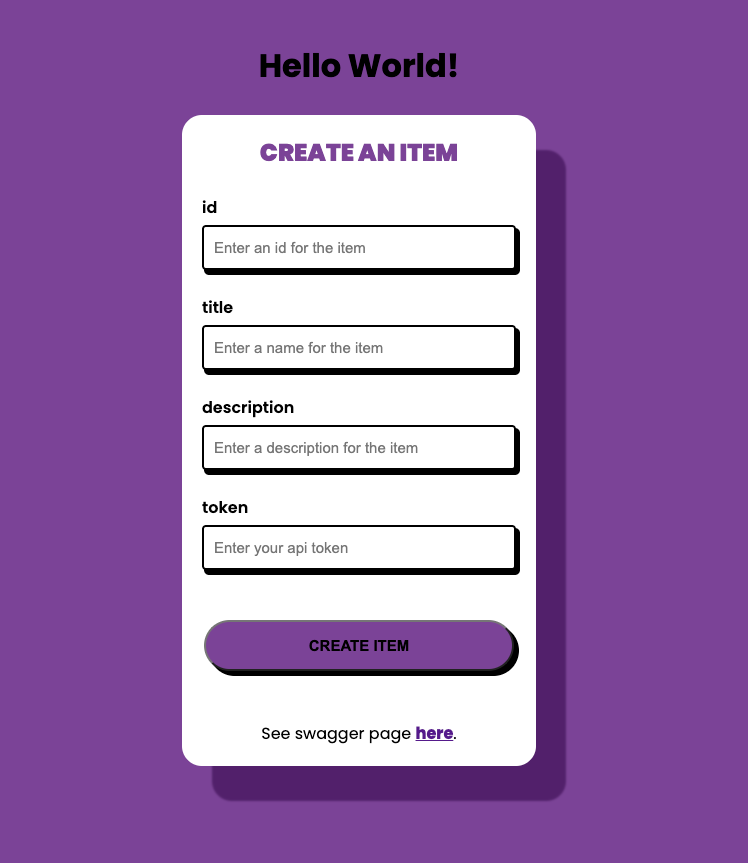 Hello World!
CREATE AN ITEM
id
Enter an id for the item
title
Enter a name for the item
description
Enter a description for the item
token
Enter your api token
CREATE ITEM
See swagger page here.